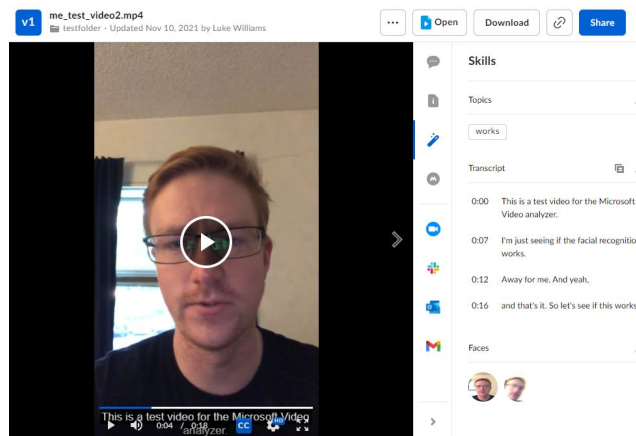 v1
me_test_video2.mp4
testfolder · Updated Nov 10, 2021 by Luke Williams
Open
Download
Share
Skills
Topics
works
Transcript
0:00 This is a test video for the Microsoft
Video analyzer.
0:07 I'm just seeing if the facial recognitio
works.
0:12 Away for me. And yeah,
0:16 and that's it. So let's see if this works
Faces
This is a test video for the Microsoft Video
analyzer.
0:04 / 0:18
CC
HD